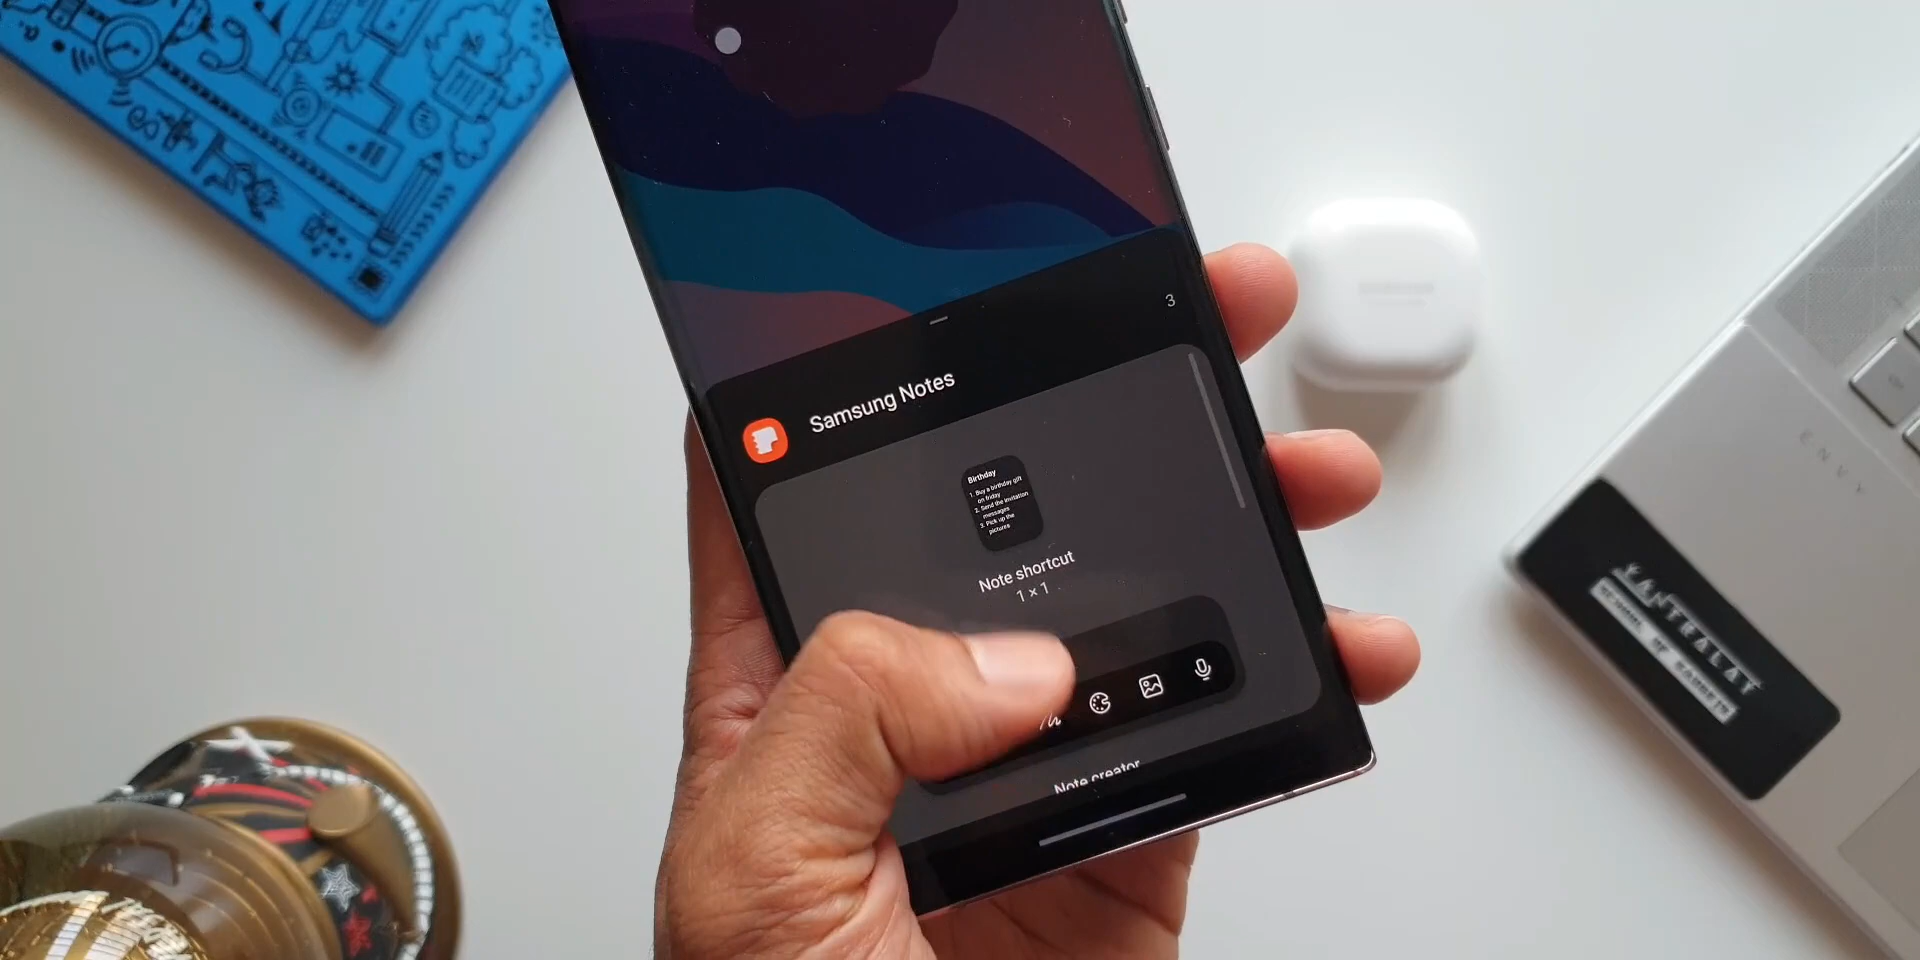 3
Samsung Notes
Birthday
1. Buy a birthday gift
on friday
2. Send the invitation
messages
3. Pick up the
pictures
Note shortcut
1 × 1
Note creator
ENVY